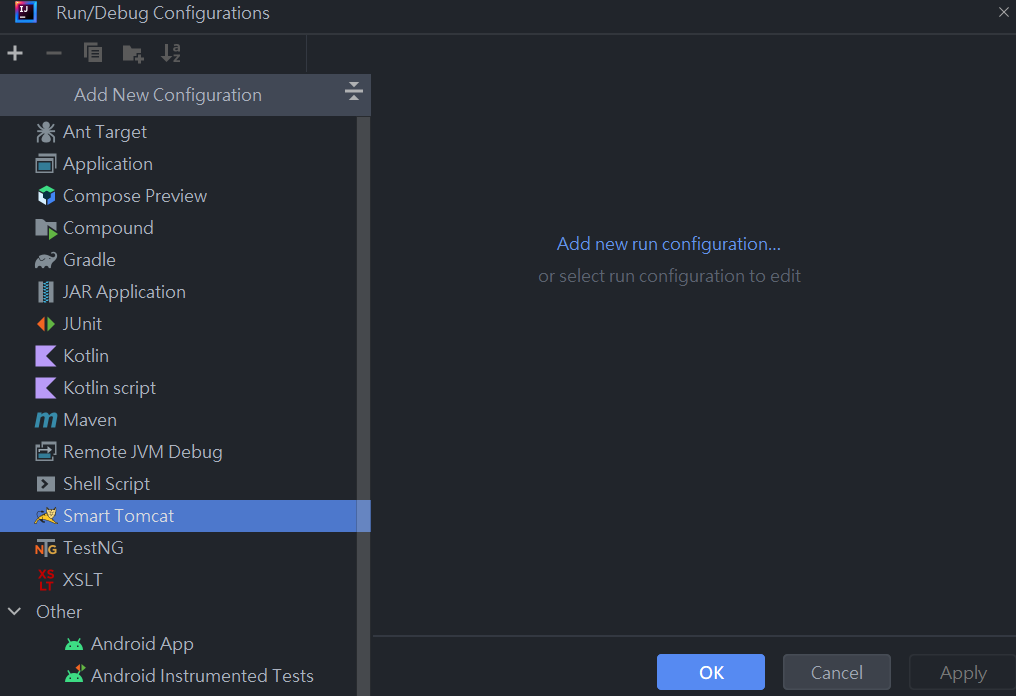 Run/Debug Configurations
Add New Configuration
Ant Target
Application
Compose Preview
Compound
Gradle
JAR Application
JUnit
Kotlin
Kotlin script
Maven
Remote JVM Debug
Shell Script
Smart Tomcat
TestNG
XSLT
Other
Android App
Android Instrumented Tests
Add new run configuration...
or select run configuration to edit
OK
Cancel
Apply